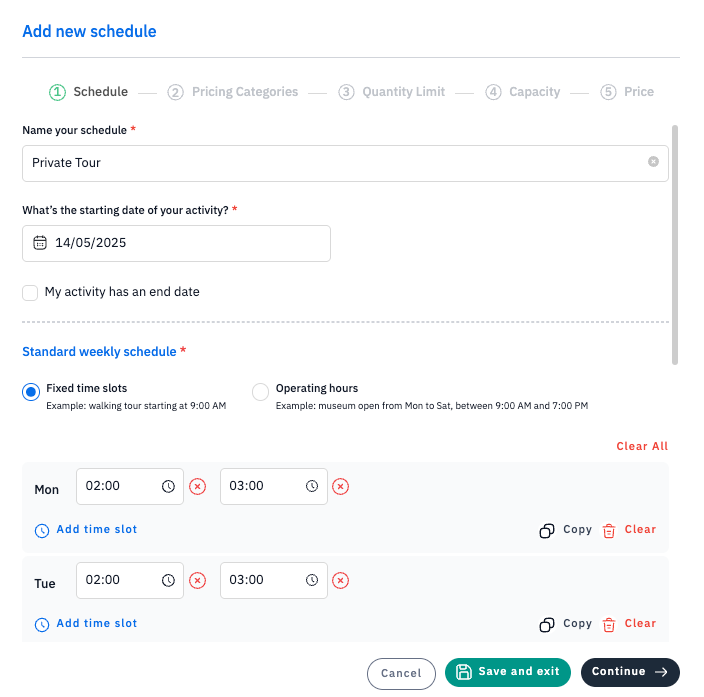 Add new schedule
1 Schedule 2 Pricing Categories 3 Quantity Limit 4 Capacity 5 Price
Name your schedule *
Private Tour
What's the starting date of your activity? *
14/05/2025
My activity has an end date
Standard weekly schedule *
Fixed time slots Operating hours
Example: walking tour starting at 9:00 AM Example: museum open from Mon to Sat, between 9:00 AM and 7:00 PM
Clear All
Mon 02:00 03:00
Add time slot Copy Clear
Tue 02:00 03:00
Add time slot Copy Clear
Cancel Save and exit Continue